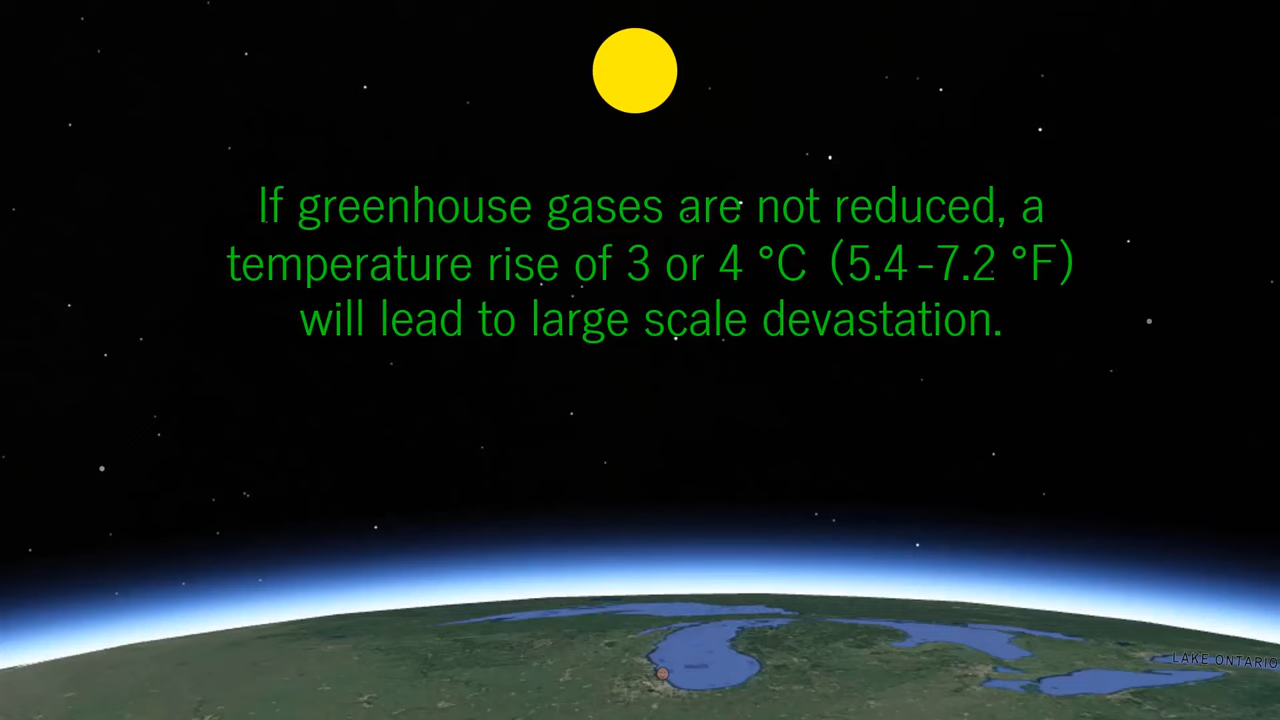 If greenhouse gases are not reduced, a
temperature rise of 3 or 4 °C (5.4-7.2 °F)
will lead to large scale devastation.
LAKE ONTARIO